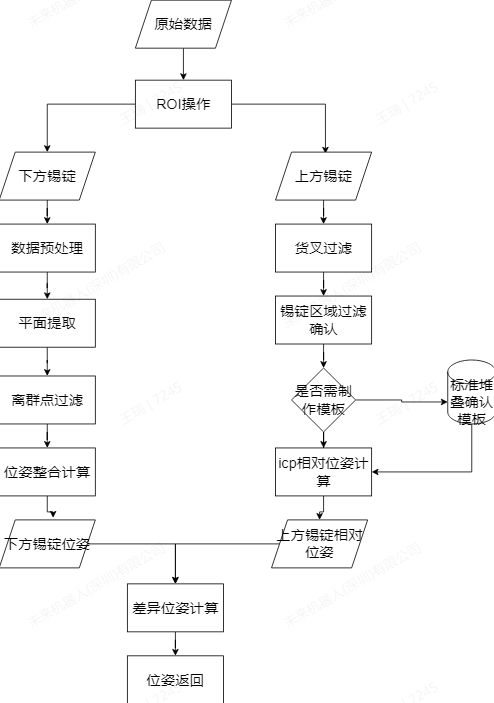 原始数据
ROI操作
下方锡锭
上方锡锭
数据预处理
货叉过滤
平面提取
锡锭区域过滤
确认
离群点过滤
是否需制
作模板
标准堆
叠确认
模板
位姿整合计算
icp相对位姿计
算
下方锡锭位姿
上方锡锭相对
位姿
差异位姿计算
位姿返回